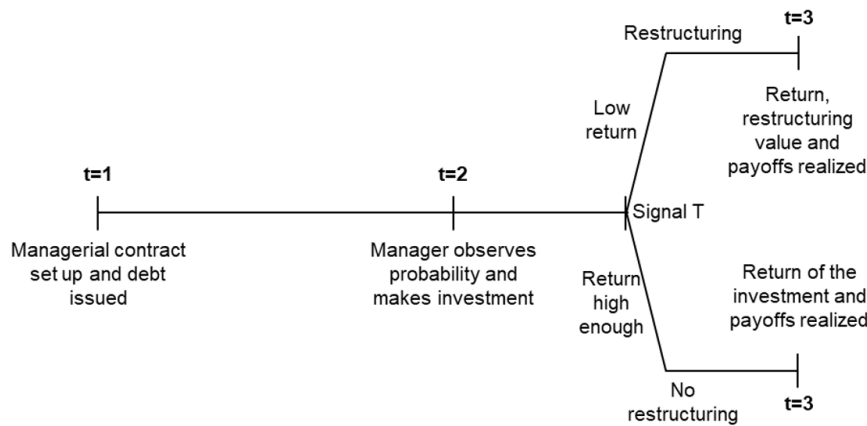 t=1
Managerial contract
set up and debt
issued
t=2
Manager observes
probability and
makes investment
Signal T
Low
return
Restructuring
t=3
Return,
restructuring
value and
payoffs realized
Return
high
enough
No
restructuring
Return of the
investment and
payoffs realized
t=3